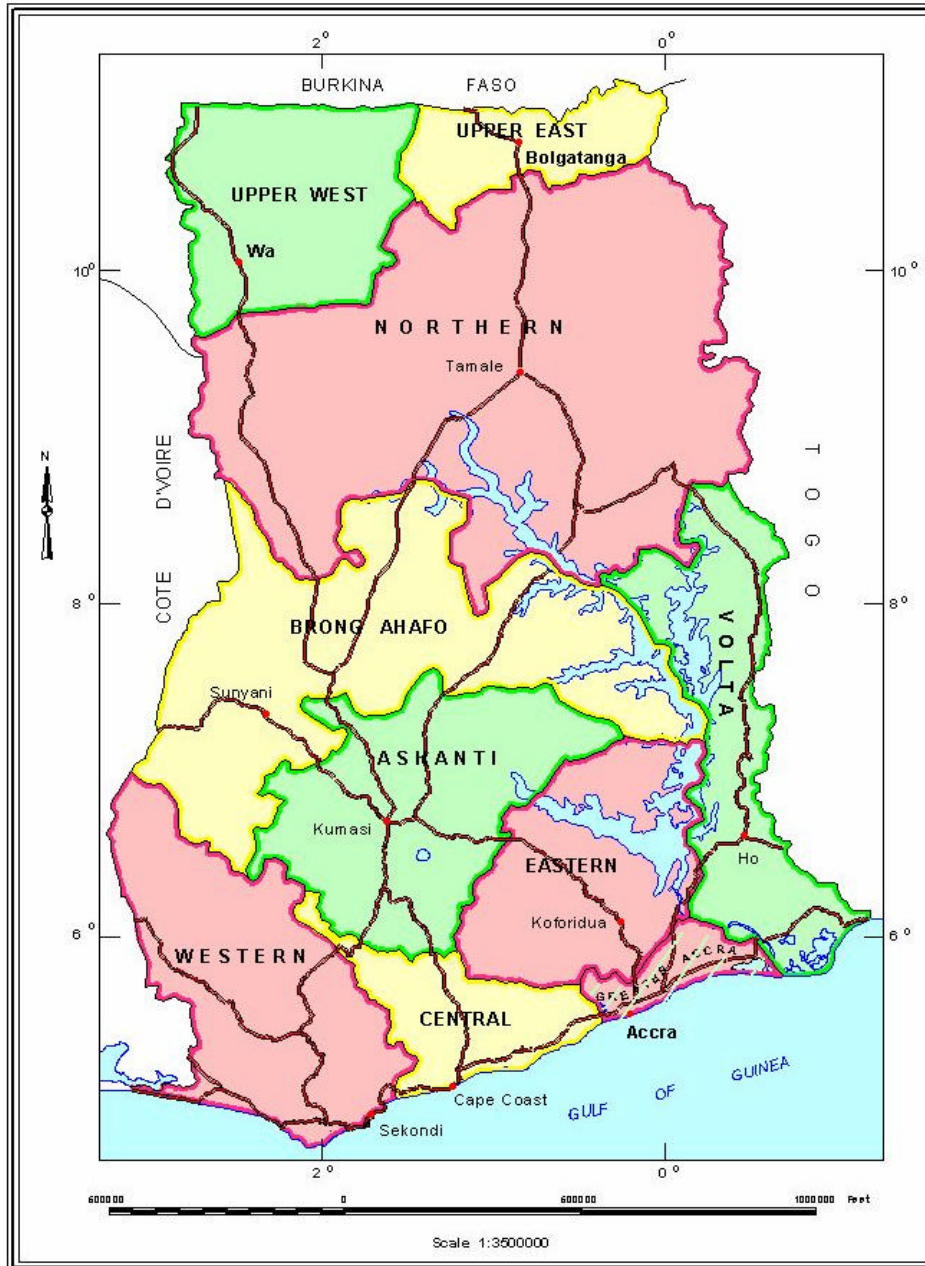 2° 0°
BURKINA FASO
UPPER EAST
Bolgatanga
UPPER WEST
Wa
10° 10°
NORTHERN
Tamale
N
COTE D'VOIRE
TOGO
8° 8°
BRONG AHAFO
VOLTA
Sunyani
ASHANTI
Kumasi
Ho
EASTERN
Koforidua
6° 6°
WESTERN
GREATER ACCRA
CENTRAL
Accra
Cape Coast
GULF OF GUINEA
Sekondi
2° 0°
600000 0 600000 1000000 Feet
Scale 1:3500000